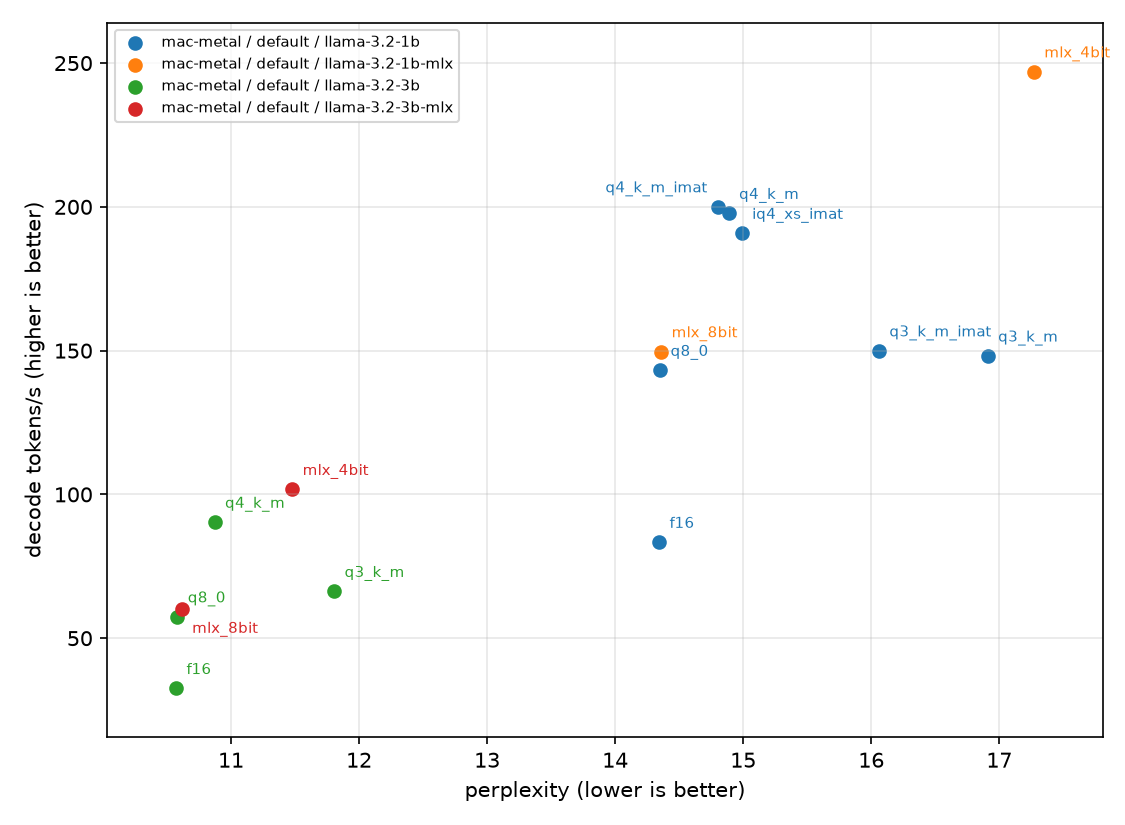 mac-metal / default / llama-3.2-1b
mac-metal / default / llama-3.2-1b-mlx
mac-metal / default / llama-3.2-3b
mac-metal / default / llama-3.2-3b-mlx
mlx_4bit
q4_k_m_imat
q4_k_m
iq4_xs_imat
mlx_8bit
q8_0
q3_k_m_imat
q3_k_m
mlx_4bit
q4_k_m
f16
q3_k_m
q8_0
mlx_8bit
f16
250
200
150
100
50
decode tokens/s (higher is better)
11 12 13 14 15 16 17
perplexity (lower is better)